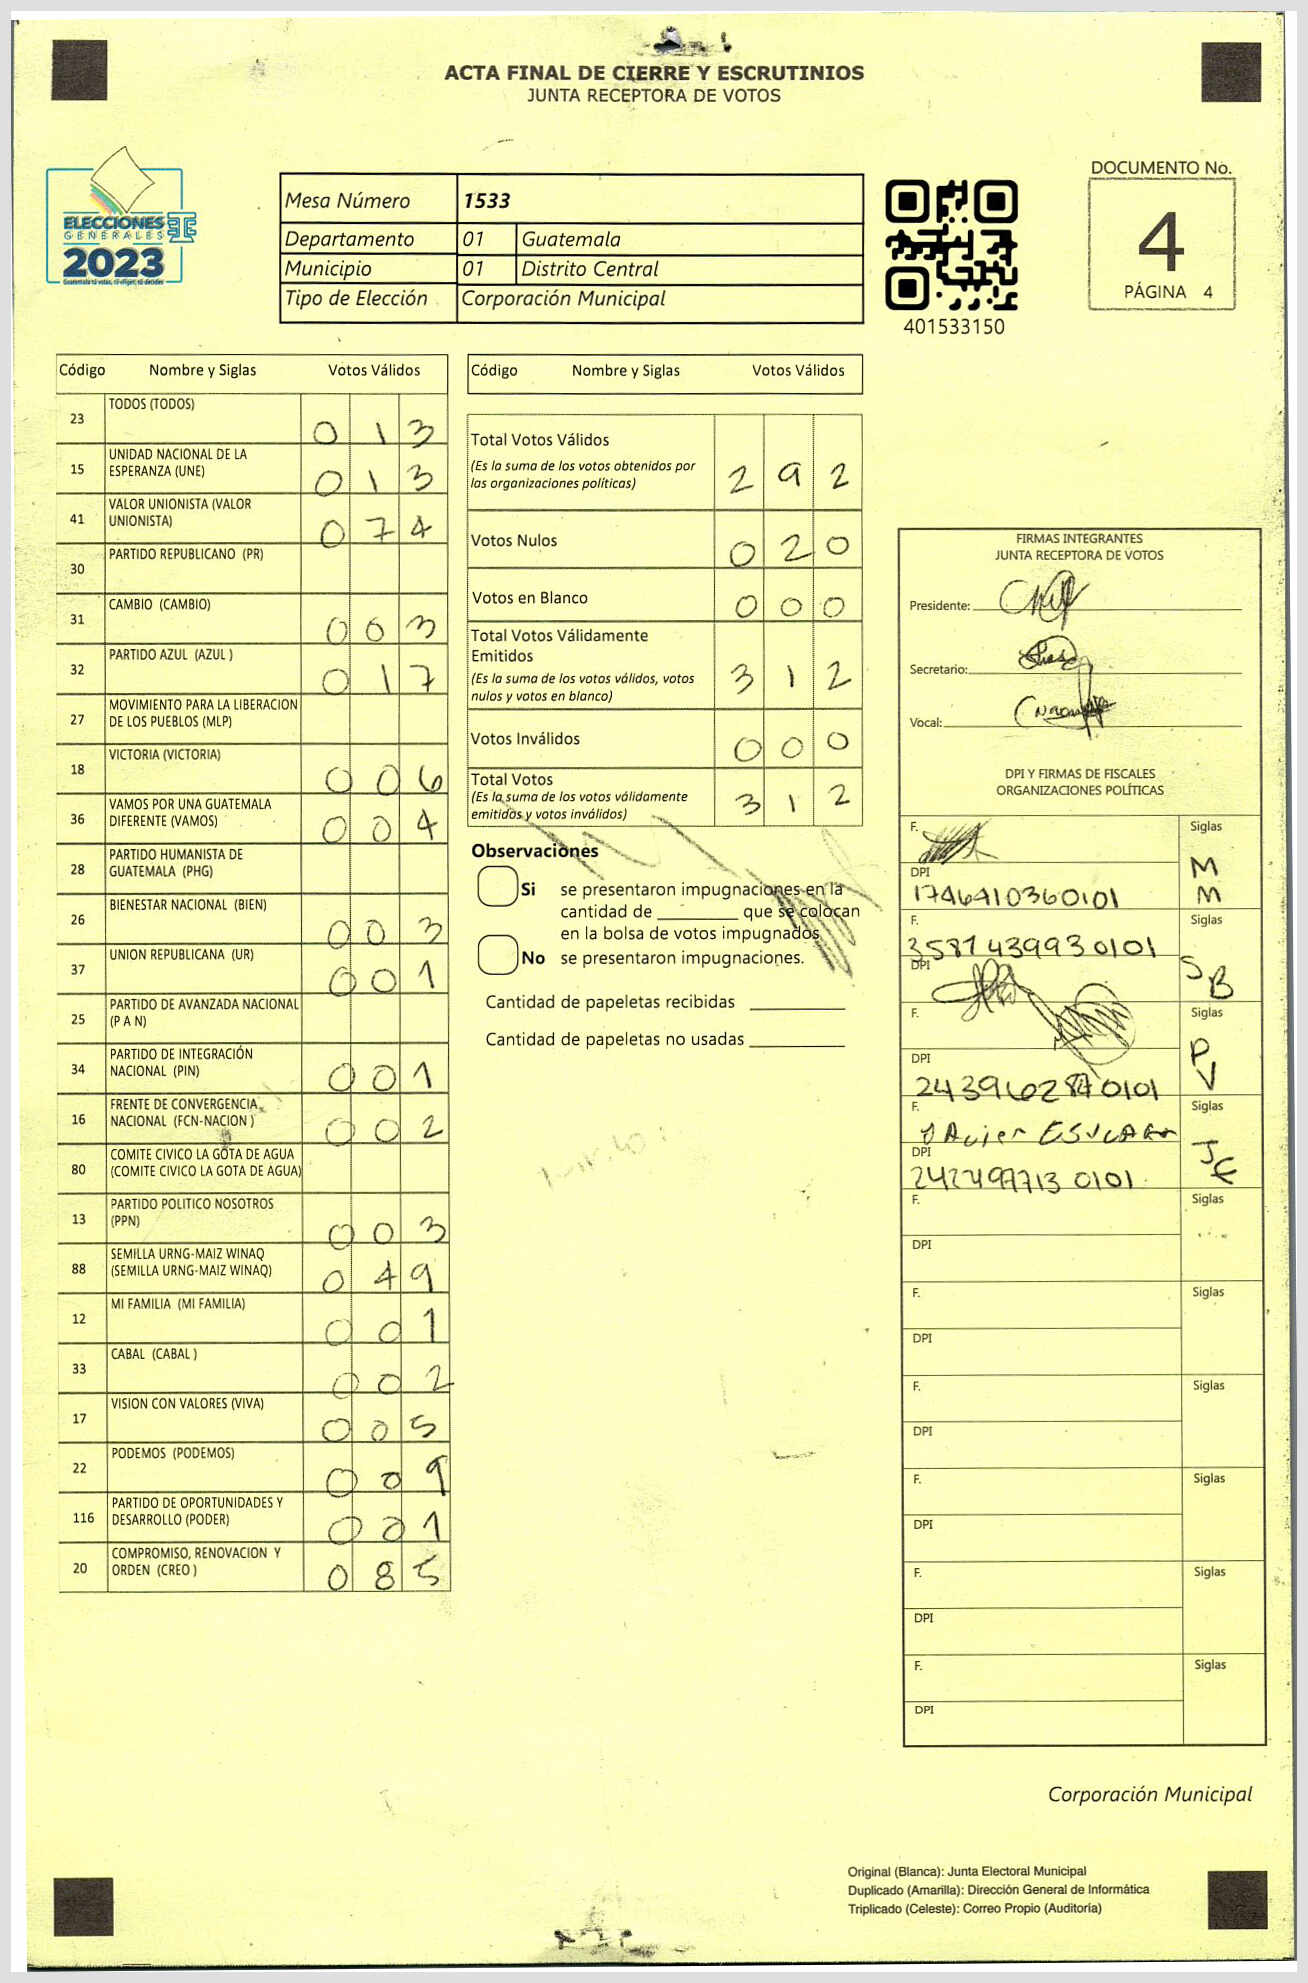 ACTA FINAL DE CIERRE Y ESCRUTINIOS
JUNTA RECEPTORA DE VOTOS
ELECCIONES
GENERALES
2023
Mesa Número 1533
Departamento 01 Guatemala
Municipio 01 Distrito Central
Tipo de Elección Corporación Municipal
401533150
DOCUMENTO No.
4
PÁGINA 4
Código Nombre y Siglas Votos Válidos
23 TODOS (TODOS) 0 1 3
15 UNIDAD NACIONAL DE LA
ESPERANZA (UNE) 0 1 3
41 VALOR UNIONISTA (VALOR
UNIONISTA) 0 7 4
30 PARTIDO REPUBLICANO (PR)
31 CAMBIO (CAMBIO) 0 0 3
32 PARTIDO AZUL (AZUL ) 0 1 7
27 MOVIMIENTO PARA LA LIBERACION
DE LOS PUEBLOS (MLP)
18 VICTORIA (VICTORIA) 0 0 6
36 VAMOS POR UNA GUATEMALA
DIFERENTE (VAMOS) 0 0 4
28 PARTIDO HUMANISTA DE
GUATEMALA (PHG)
26 BIENESTAR NACIONAL (BIEN) 0 0 3
37 UNION REPUBLICANA (UR) 0 0 1
25 PARTIDO DE AVANZADA NACIONAL
(P A N)
34 PARTIDO DE INTEGRACIÓN
NACIONAL (PIN) 0 0 1
16 FRENTE DE CONVERGENCIA
NACIONAL (FCN-NACION ) 0 0 2
80 COMITE CIVICO LA GOTA DE AGUA
(COMITE CIVICO LA GOTA DE AGUA)
13 PARTIDO POLITICO NOSOTROS
(PPN) 0 0 3
88 SEMILLA URNG-MAIZ WINAQ
(SEMILLA URNG-MAIZ WINAQ) 0 4 9
12 MI FAMILIA (MI FAMILIA) 0 0 1
33 CABAL (CABAL ) 0 0 2
17 VISION CON VALORES (VIVA) 0 0 5
22 PODEMOS (PODEMOS) 0 0 9
116 PARTIDO DE OPORTUNIDADES Y
DESARROLLO (PODER) 0 0 1
20 COMPROMISO, RENOVACION Y
ORDEN (CREO ) 0 8 5
Código Nombre y Siglas Votos Válidos
Total Votos Válidos
(Es la suma de los votos obtenidos por
las organizaciones políticas) 2 9 2
Votos Nulos 0 2 0
Votos en Blanco 0 0 0
Total Votos Válidamente
Emitidos
(Es la suma de los votos válidos, votos
nulos y votos en blanco) 3 1 2
Votos Inválidos 0 0 0
Total Votos
(Es la suma de los votos válidamente
emitidos y votos inválidos) 3 1 2
Observaciones
Si se presentaron impugnaciones en la
cantidad de ________ que se colocan
en la bolsa de votos impugnados
No se presentaron impugnaciones.
Cantidad de papeletas recibidas
Cantidad de papeletas no usadas
FIRMAS INTEGRANTES
JUNTA RECEPTORA DE VOTOS
Presidente:
Secretario:
Vocal:
DPI Y FIRMAS DE FISCALES
ORGANIZACIONES POLÍTICAS
F. Siglas
M
DPI 1746410360101 M
F. Siglas
3587439930101
DPI S B
F. Siglas
P
DPI V
F. Siglas
DPI J E
F. Siglas
DPI
F. Siglas
DPI
F. Siglas
DPI
F. Siglas
DPI
F. Siglas
DPI
F. Siglas
DPI
Corporación Municipal
Original (Blanca): Junta Electoral Municipal
Duplicado (Amarilla): Dirección General de Informática
Triplicado (Celeste): Correo Propio (Auditoría)